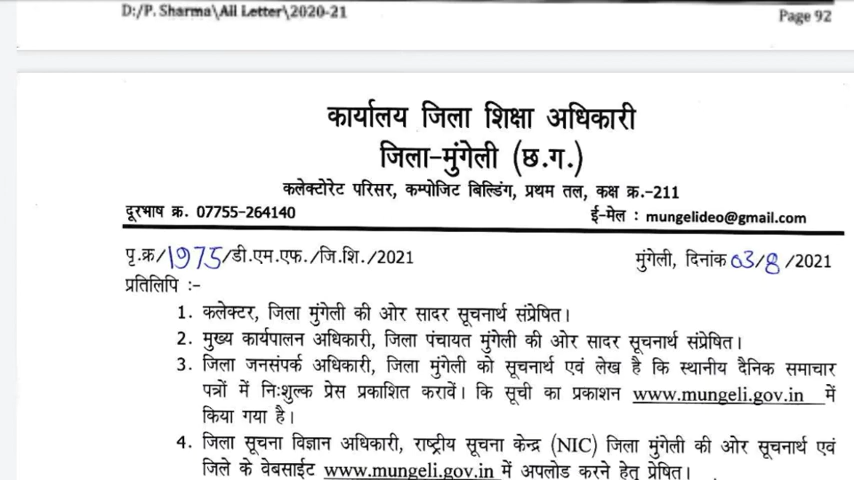 D:/P. Sharma\All Letter\2020-21
Page 92
कार्यालय जिला शिक्षा अधिकारी
जिला-मुंगेली (छ.ग.)
कलेक्टोरेट परिसर, कम्पोजिट बिल्डिंग, प्रथम तल, कक्ष क्र.-211
दूरभाष क्र. 07755-264140
ई-मेल : mungelideo@gmail.com
पृ.क्र/1975/डी.एम.एफ./जि.शि./2021
मुंगेली, दिनांक 03/8/2021
प्रतिलिपि :-
1. कलेक्टर, जिला मुंगेली की ओर सादर सूचनार्थ संप्रेषित।
2. मुख्य कार्यपालन अधिकारी, जिला पंचायत मुंगेली की ओर सादर सूचनार्थ संप्रेषित।
3. जिला जनसंपर्क अधिकारी, जिला मुंगेली को सूचनार्थ एवं लेख है कि स्थानीय दैनिक समाचार
पत्रों में निःशुल्क प्रेस प्रकाशित करावें। कि सूची का प्रकाशन www.mungeli.gov.in में
किया गया है।
4. जिला सूचना विज्ञान अधिकारी, राष्ट्रीय सूचना केन्द्र (NIC) जिला मुंगेली की ओर सूचनार्थ एवं
जिले के वेबसाईट www.mungeli.gov.in में अपलोड करने हेतु प्रेषित।